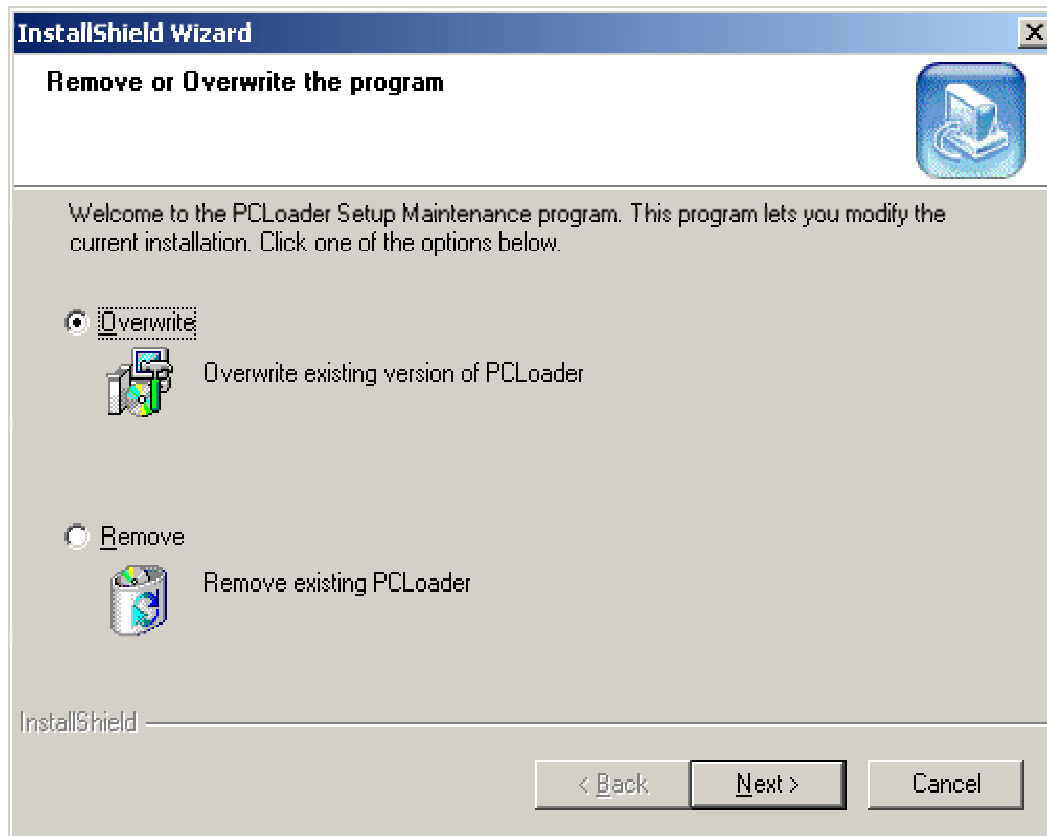 InstallShield Wizard
Remove or Overwrite the program
Welcome to the PCLoader Setup Maintenance program. This program lets you modify the
current installation. Click one of the options below.
Overwrite
Overwrite existing version of PCLoader
Remove
Remove existing PCLoader
InstallShield
< Back Next > Cancel